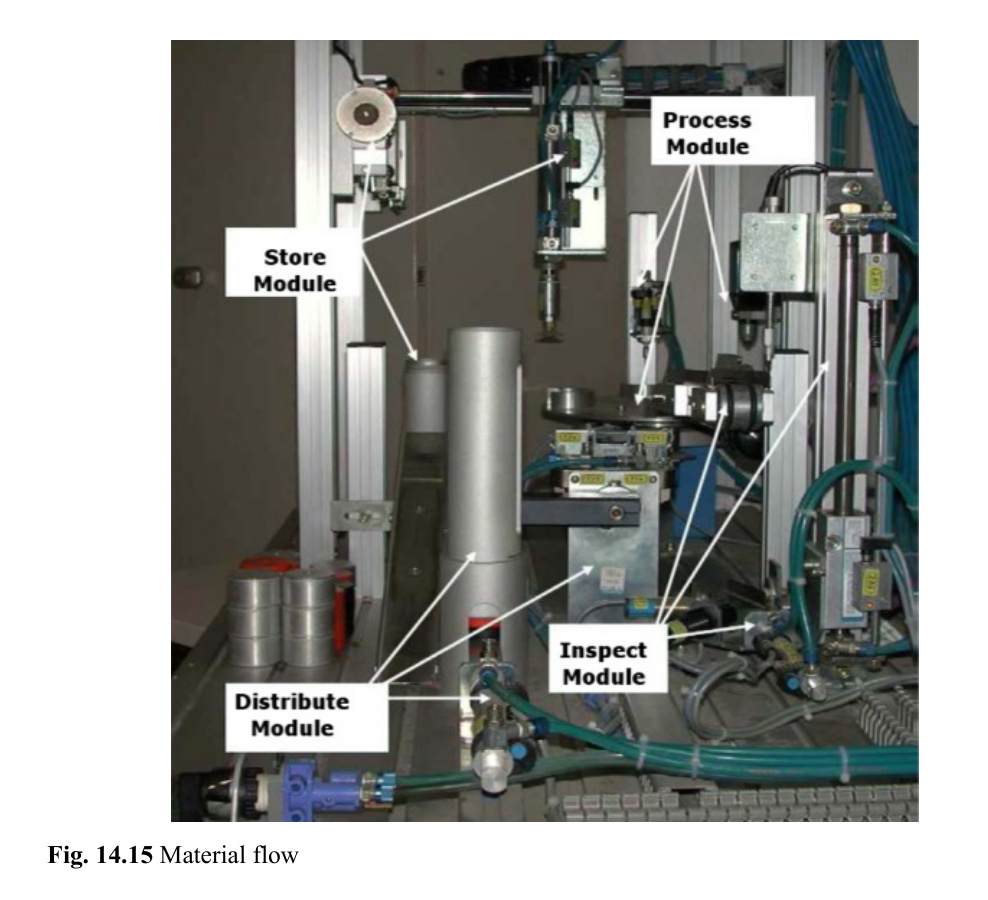 Process
Module
Store
Module
Inspect
Module
Distribute
Module
Fig. 14.15 Material flow